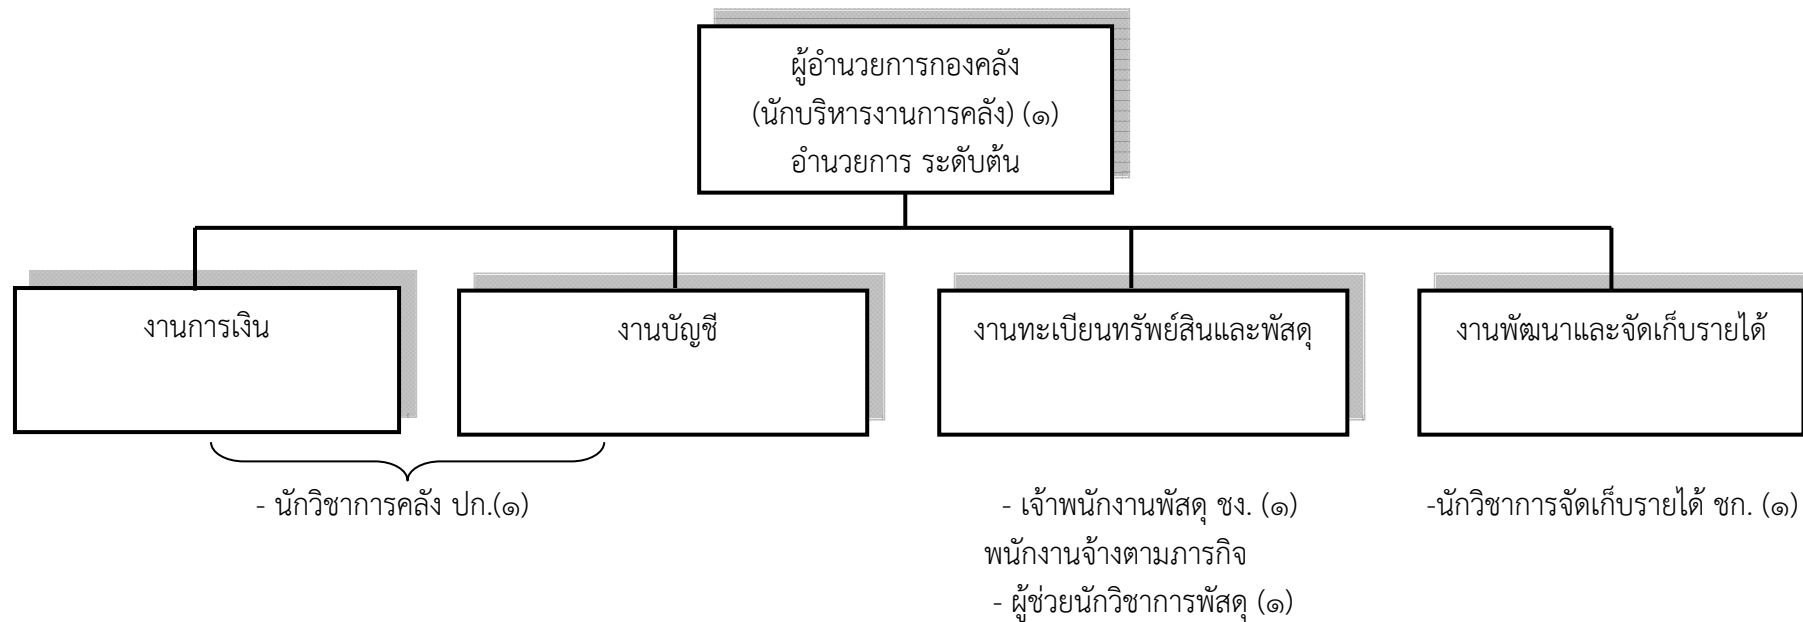 ผู้อำนวยการกองคลัง
(นักบริหารงานการคลัง) (๑)
อำนวยการ ระดับต้น
งานการเงิน
งานบัญชี
งานทะเบียนทรัพย์สินและพัสดุ
งานพัฒนาและจัดเก็บรายได้
- นักวิชาการคลัง ปก.(๑)
- เจ้าพนักงานพัสดุ ชง. (๑)
พนักงานจ้างตามภารกิจ
- ผู้ช่วยนักวิชาการพัสดุ (๑)
-นักวิชาการจัดเก็บรายได้ ชก. (๑)